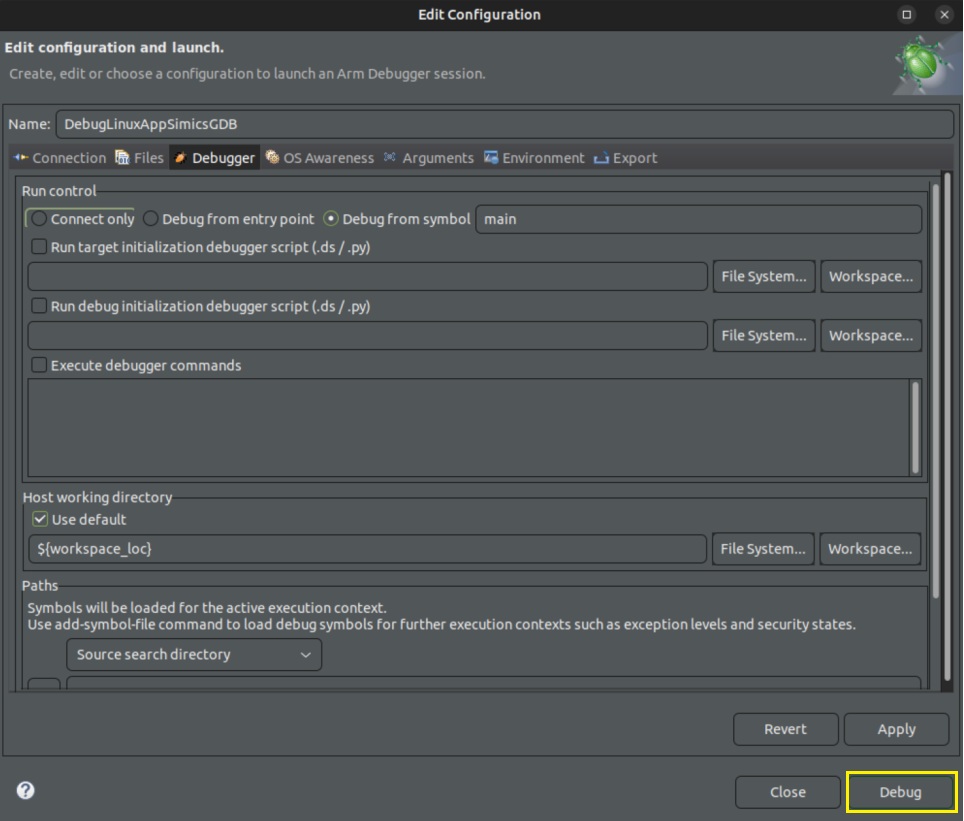 Edit Configuration
Edit configuration and launch.
Create, edit or choose a configuration to launch an Arm Debugger session.
Name: DebugLinuxAppSimicsGDB
Connection Files Debugger OS Awareness Arguments Environment Export
Run control
Connect only Debug from entry point Debug from symbol main
Run target initialization debugger script (.ds / .py)
File System... Workspace...
Run debug initialization debugger script (.ds / .py)
File System... Workspace...
Execute debugger commands
Host working directory
Use default
${workspace_loc} File System... Workspace...
Paths
Symbols will be loaded for the active execution context.
Use add-symbol-file command to load debug symbols for further execution contexts such as exception levels and security states.
Source search directory
Revert Apply
? Close Debug